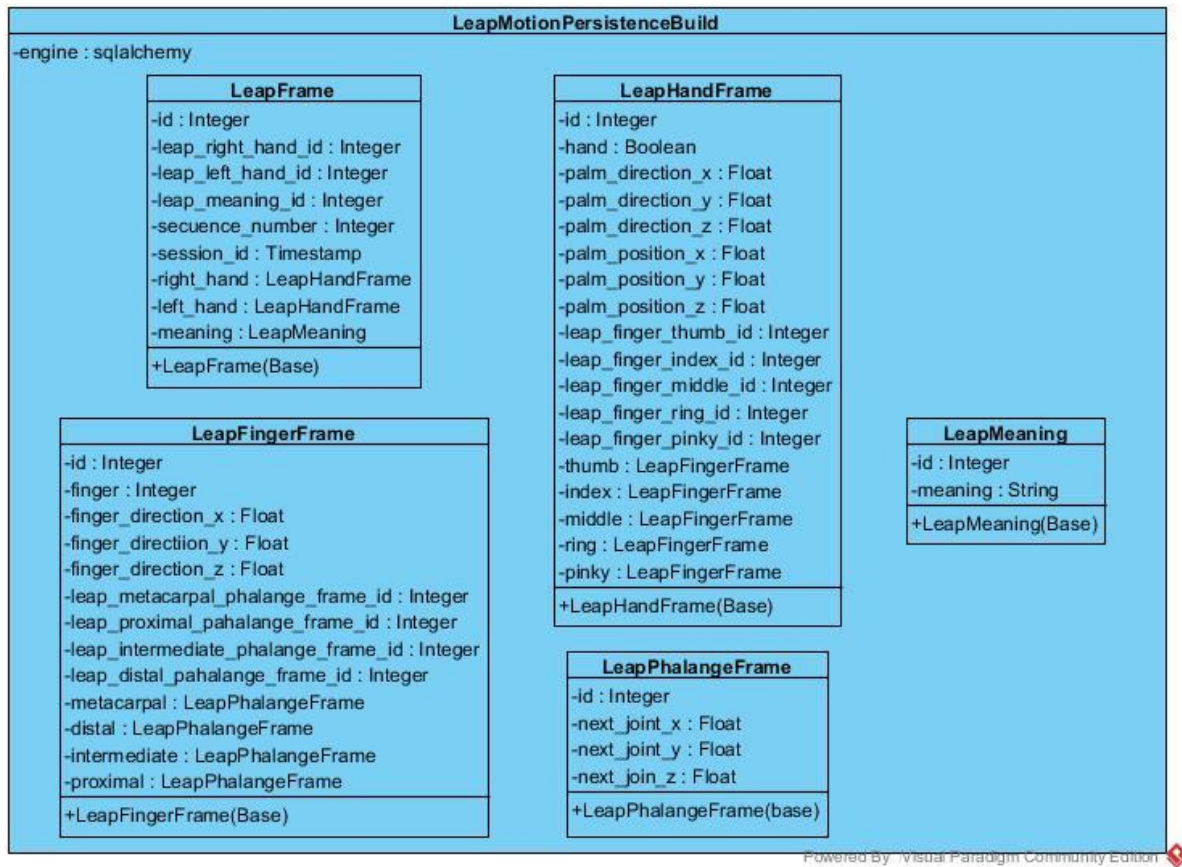 LeapMotionPersistenceBuild
-engine : sqlalchemy
LeapFrame
-id : Integer
-leap_right_hand_id : Integer
-leap_left_hand_id : Integer
-leap_meaning_id : Integer
-secuence_number : Integer
-session_id : Timestamp
-right_hand : LeapHandFrame
-left_hand : LeapHandFrame
-meaning : LeapMeaning
+LeapFrame(Base)
LeapHandFrame
-id : Integer
-hand : Boolean
-palm_direction_x : Float
-palm_direction_y : Float
-palm_direction_z : Float
-palm_position_x : Float
-palm_position_y : Float
-palm_position_z : Float
-leap_finger_thumb_id : Integer
-leap_finger_index_id : Integer
-leap_finger_middle_id : Integer
-leap_finger_ring_id : Integer
-leap_finger_pinky_id : Integer
-thumb : LeapFingerFrame
-index : LeapFingerFrame
-middle : LeapFingerFrame
-ring : LeapFingerFrame
-pinky : LeapFingerFrame
+LeapHandFrame(Base)
LeapFingerFrame
-id : Integer
-finger : Integer
-finger_direction_x : Float
-finger_directiion_y : Float
-finger_direction_z : Float
-leap_metacarpal_phalange_frame_id : Integer
-leap_proximal_pahalange_frame_id : Integer
-leap_intermediate_phalange_frame_id : Integer
-leap_distal_pahalange_frame_id : Integer
-metacarpal : LeapPhalangeFrame
-distal : LeapPhalangeFrame
-intermediate : LeapPhalangeFrame
-proximal : LeapPhalangeFrame
+LeapFingerFrame(Base)
LeapMeaning
-id : Integer
-meaning : String
+LeapMeaning(Base)
LeapPhalangeFrame
-id : Integer
-next_joint_x : Float
-next_joint_y : Float
-next_join_z : Float
+LeapPhalangeFrame(base)
Powered By Visual Paradigm Community Edition